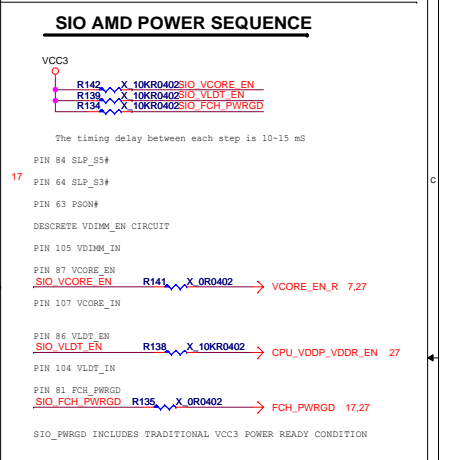 SIO AMD POWER SEQUENCE
VCC3
R142 X_10KR0402 SIO_VCORE_EN
R139 X_10KR0402 SIO_VLDT_EN
R134 X_10KR0402 SIO_FCH_PWRGD
The timing delay between each step is 10~15 mS
PIN 84 SLP_S5#
17
PIN 64 SLP_S3#
C
PIN 63 PSON#
DESCRETE VDIMM_EN CIRCUIT
PIN 105 VDIMM_IN
PIN 87 VCORE_EN
SIO_VCORE_EN R141 X_0R0402 VCORE_EN_R 7,27
PIN 107 VCORE_IN
PIN 86 VLDT_EN
SIO_VLDT_EN R138 X_10KR0402 CPU_VDDP_VDDR_EN 27
PIN 104 VLDT_IN
PIN 81 FCH_PWRGD
SIO_FCH_PWRGD R135 X_0R0402 FCH_PWRGD 17,27
SIO_PWRGD INCLUDES TRADITIONAL VCC3 POWER READY CONDITION